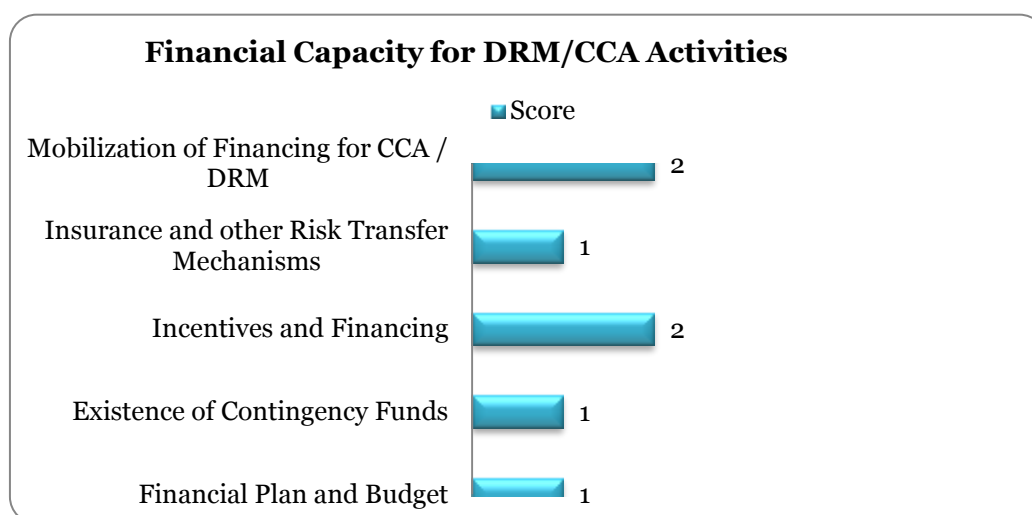 Financial Capacity for DRM/CCA Activities
Score
Mobilization of Financing for CCA /
DRM
2
Insurance and other Risk Transfer
Mechanisms
1
Incentives and Financing
2
Existence of Contingency Funds
1
Financial Plan and Budget
1